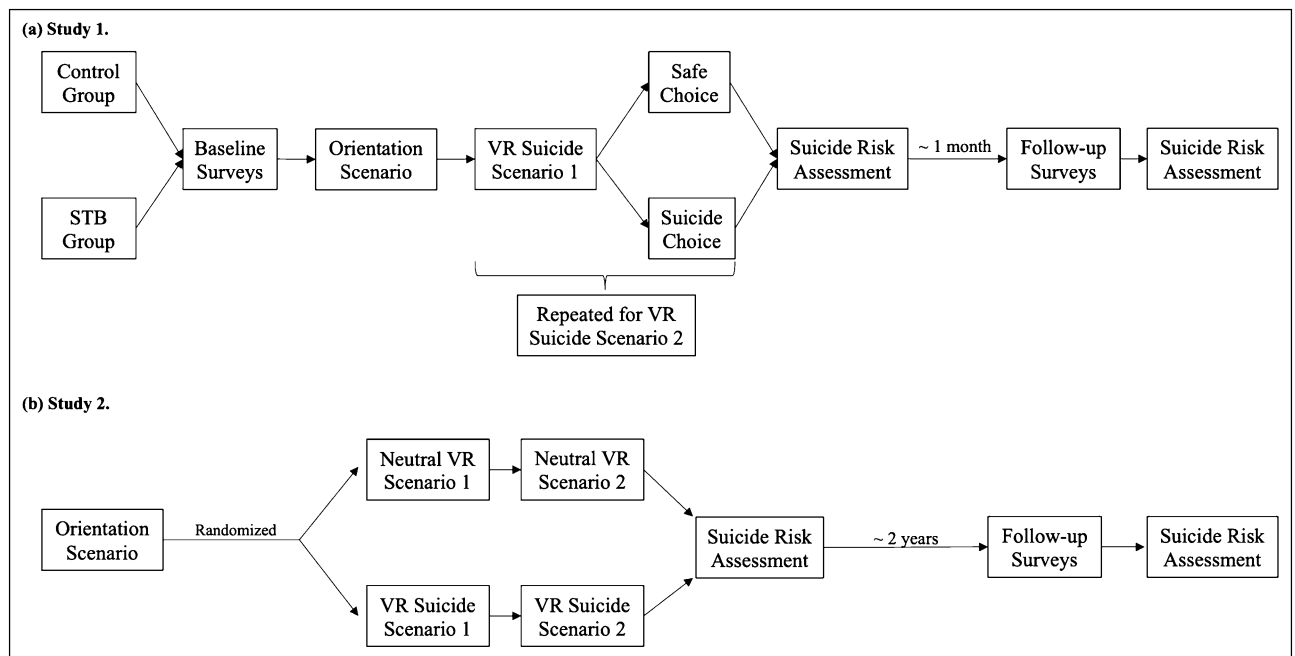 (a) Study 1.
Control
Group
STB
Group
Baseline
Surveys
Orientation
Scenario
VR Suicide
Scenario 1
Safe
Choice
Suicide
Choice
Repeated for VR
Suicide Scenario 2
Suicide Risk
Assessment
~ 1 month
Follow-up
Surveys
Suicide Risk
Assessment
(b) Study 2.
Orientation
Scenario
Randomized
Neutral VR
Scenario 1
Neutral VR
Scenario 2
VR Suicide
Scenario 1
VR Suicide
Scenario 2
Suicide Risk
Assessment
~ 2 years
Follow-up
Surveys
Suicide Risk
Assessment